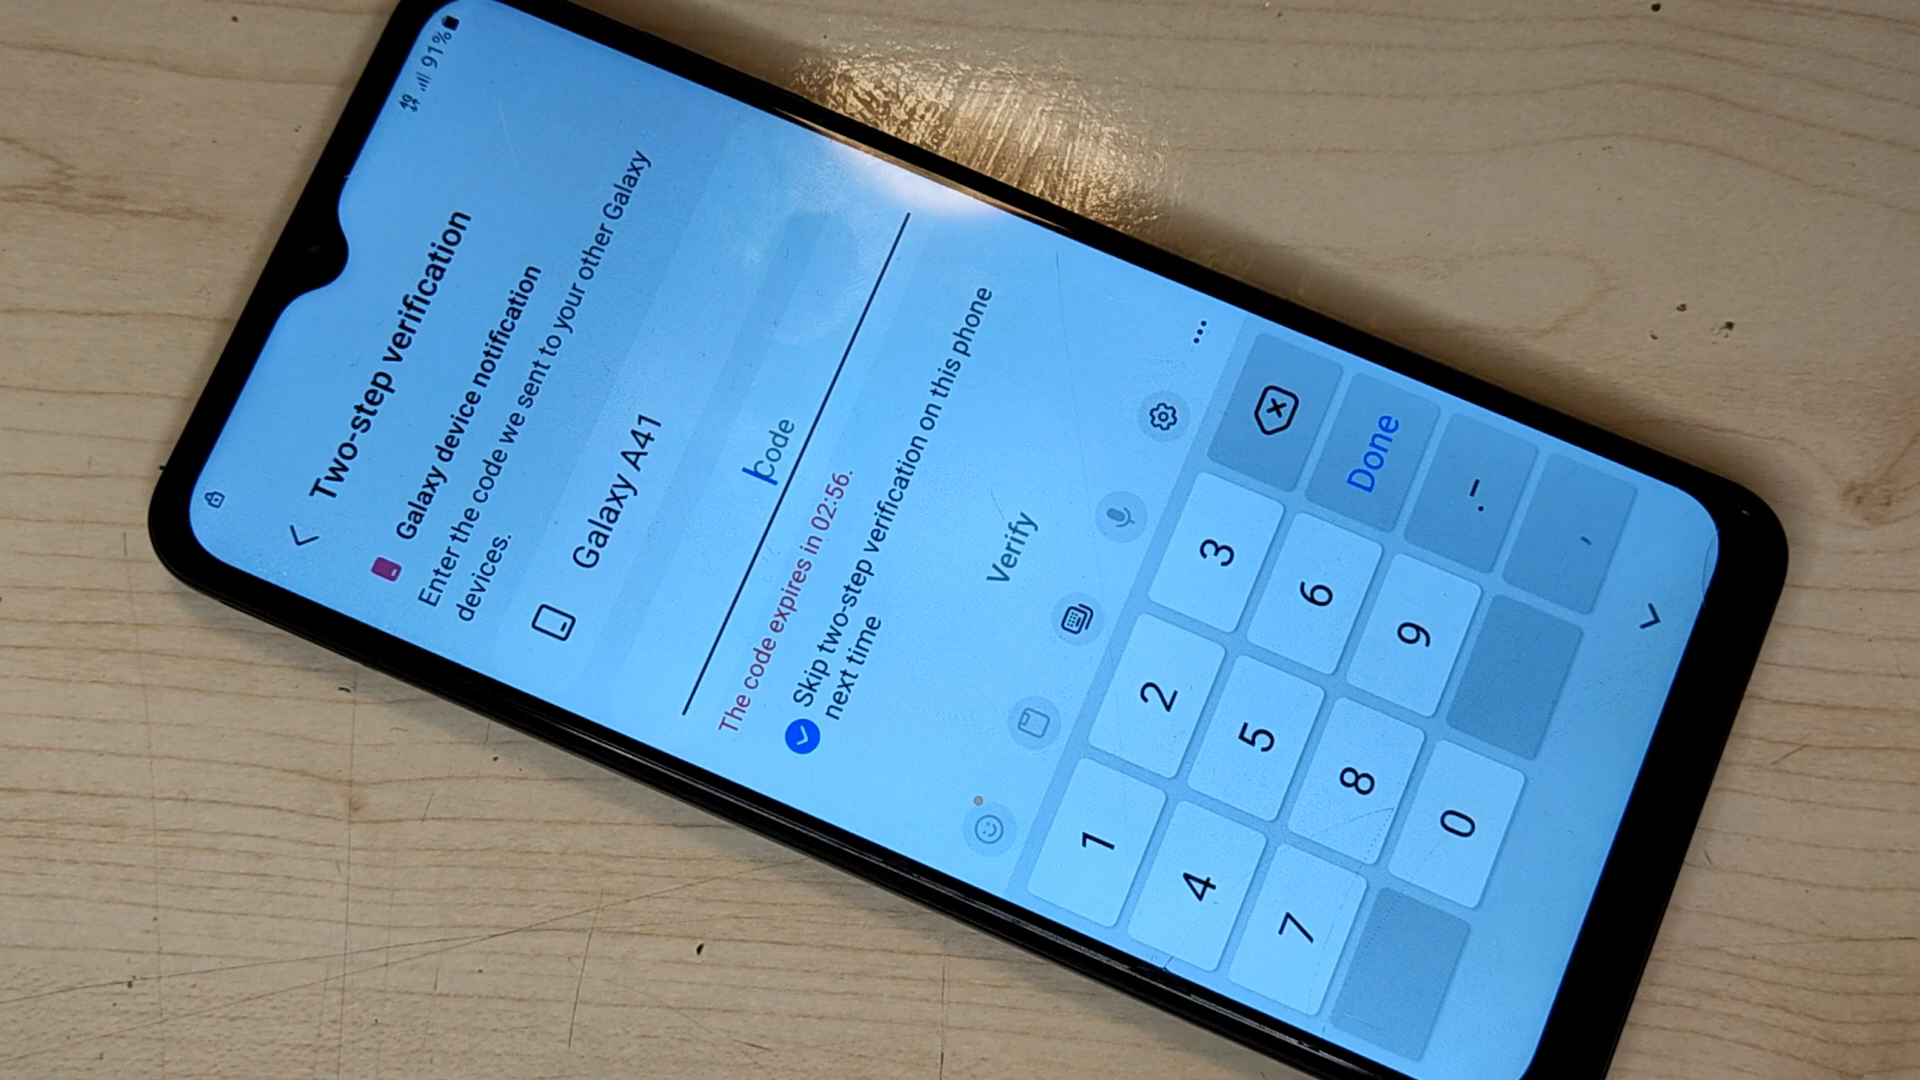 4G 91%
Two-step verification
Galaxy device notification
Enter the code we sent to your other Galaxy
devices.
Galaxy A41
Code
The code expires in 02:56.
Skip two-step verification on this phone
next time
Verify
1 2 3
4 5 6 Done
7 8 9 .-
0 ,